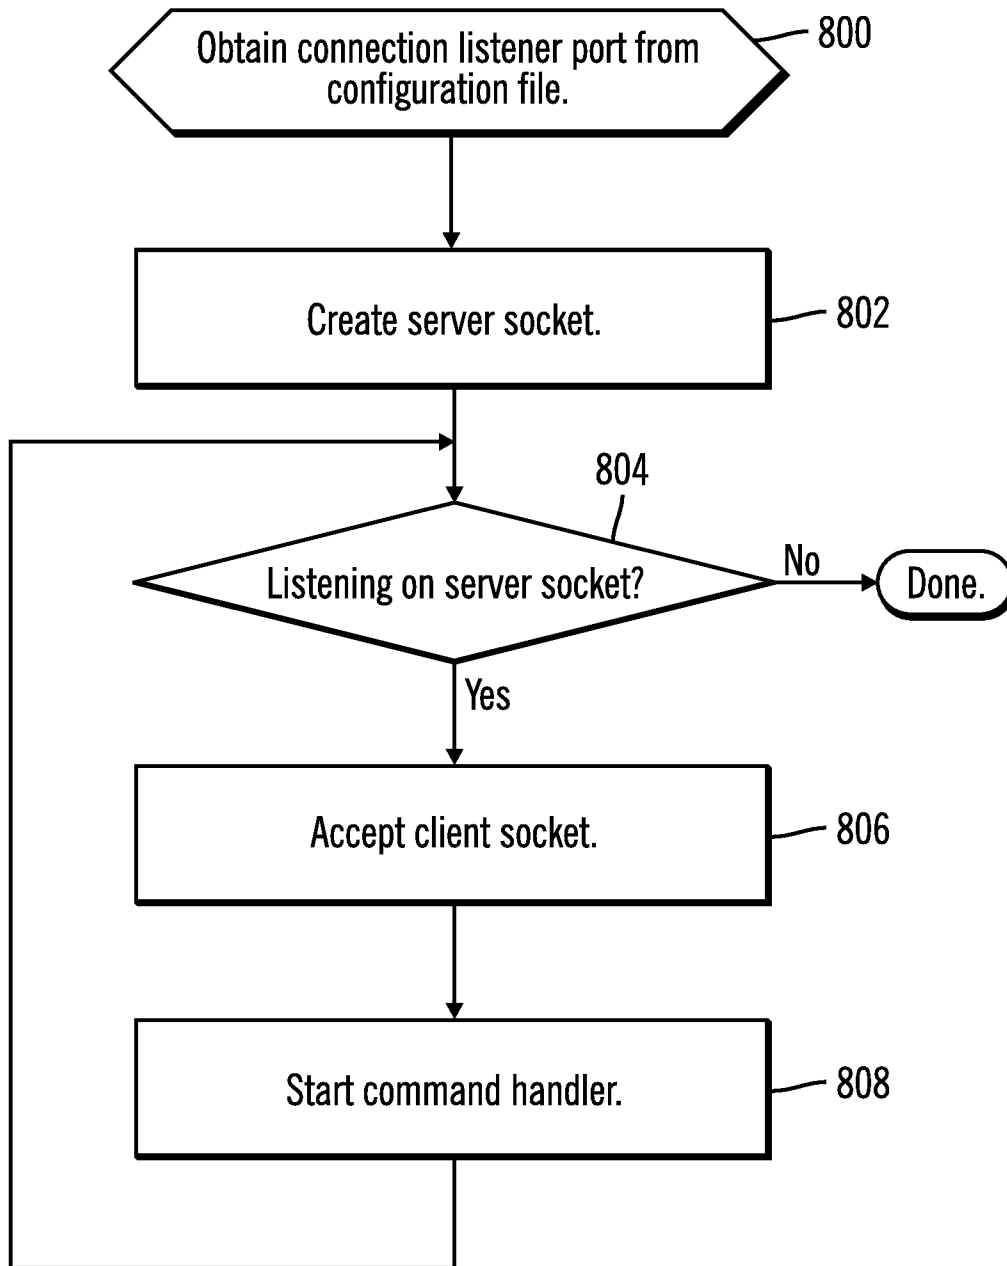 Obtain connection listener port from
configuration file.
800
Create server socket.
802
804
Listening on server socket?
No
Done.
Yes
Accept client socket.
806
Start command handler.
808